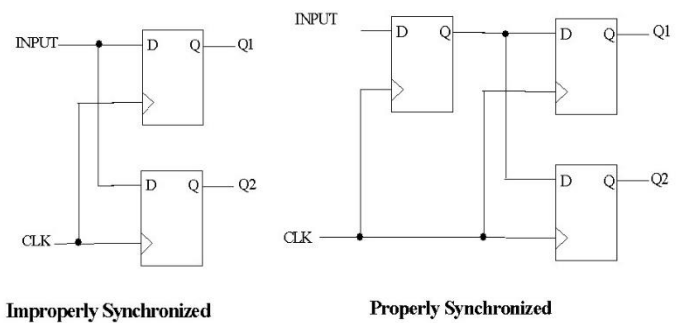 INPUT
D
Q
Q1
D
Q
Q2
CLK
Improperly Synchronized
INPUT
D
Q
D
Q
Q1
D
Q
Q2
CLK
Properly Synchronized